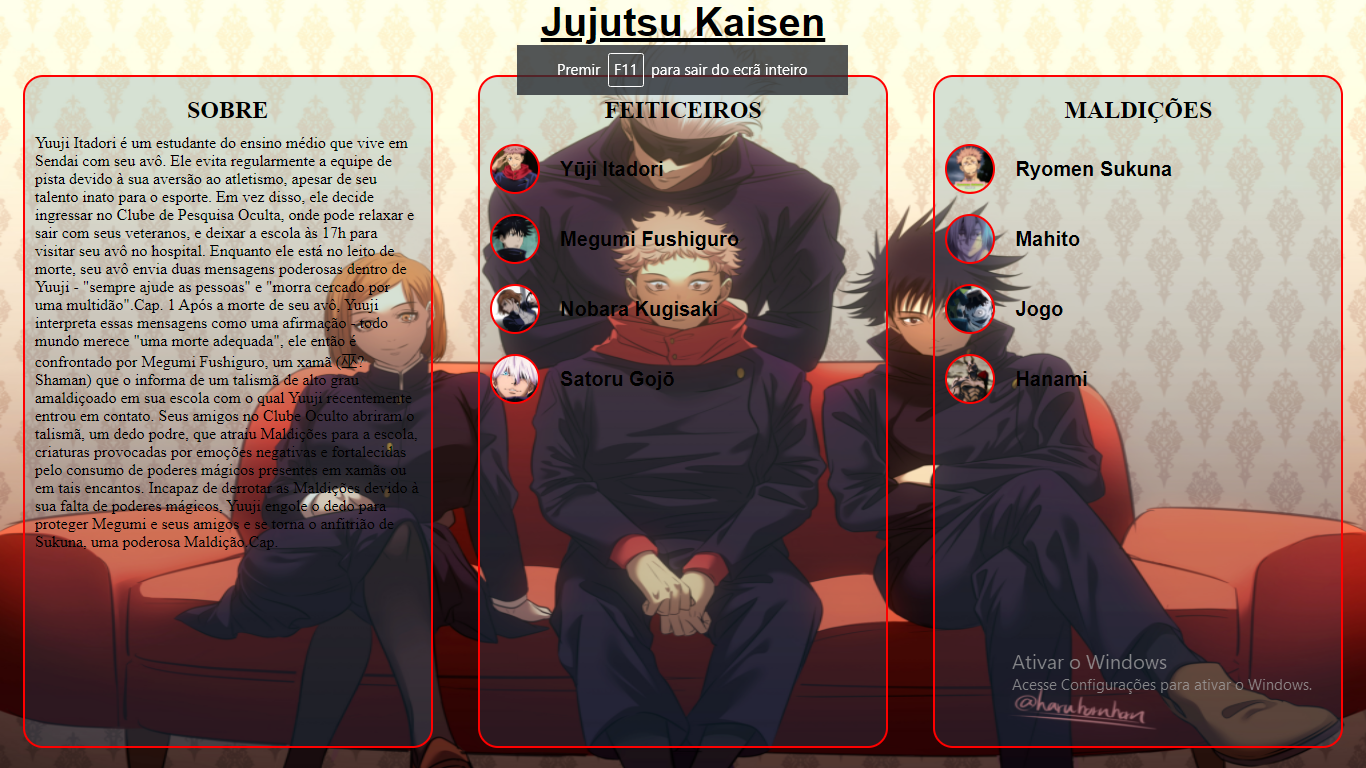 Jujutsu Kaisen
Premir F11 para sair do ecrã inteiro
SOBRE
Yuuji Itadori é um estudante do ensino médio que vive em
Sendai com seu avô. Ele evita regularmente a equipe de
pista devido à sua aversão ao atletismo, apesar de seu
talento inato para o esporte. Em vez disso, ele decide
ingressar no Clube de Pesquisa Oculta, onde pode relaxar e
sair com seus veteranos, e deixar a escola às 17h para
visitar seu avô no hospital. Enquanto ele está no leito de
morte, seu avô envia duas mensagens poderosas dentro de
Yuuji - "sempre ajude as pessoas" e "morra cercado por
uma multidão".Cap. 1 Após a morte de seu avô, Yuuji
interpreta essas mensagens como uma afirmação - todo
mundo merece "uma morte adequada", ele então é
confrontado por Megumi Fushiguro, um xamã (巫?
Shaman) que o informa de um talismã de alto grau
amaldiçoado em sua escola com o qual Yuuji recentemente
entrou em contato. Seus amigos no Clube Oculto abriram o
talismã, um dedo podre, que atraiu Maldições para a escola,
criaturas provocadas por emoções negativas e fortalecidas
pelo consumo de poderes mágicos presentes em xamãs ou
em tais encantos. Incapaz de derrotar as Maldições devido à
sua falta de poderes mágicos, Yuuji engole o dedo para
proteger Megumi e seus amigos e se torna o anfitrião de
Sukuna, uma poderosa Maldição.Cap.
FEITICEIROS
Yūji Itadori
Megumi Fushiguro
Nobara Kugisaki
Satoru Gojō
MALDIÇÕES
Ryomen Sukuna
Mahito
Jogo
Hanami
Ativar o Windows
Acesse Configurações para ativar o Windows.
@haruhanhan